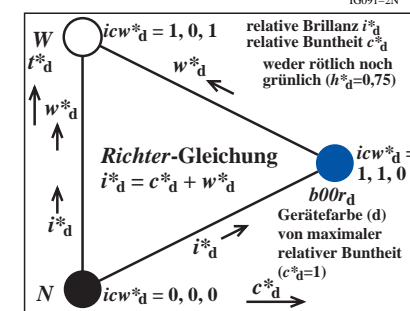 IG091-2N
W icw*d = 1, 0, 1
t*d
relative Brillanz i*d
relative Buntheit c*d
weder rötlich noch
grünlich (h*d=0,75)
w*d
w*d
Richter-Gleichung
i*d = c*d + w*d
icw*d =
1, 1, 0
b00rd
Gerätefarbe (d)
von maximaler
relativer Buntheit
(c*d=1)
i*d
i*d
N icw*d = 0, 0, 0
c*d